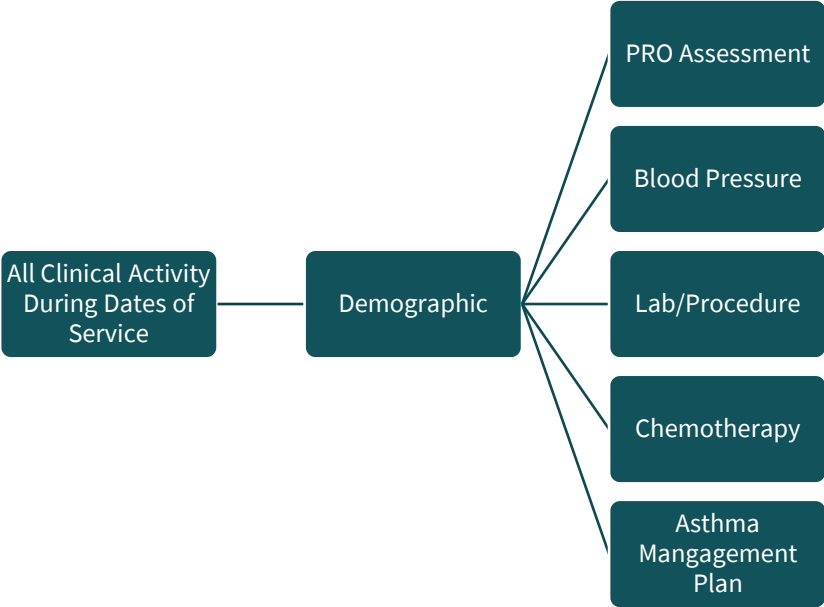 All Clinical Activity
During Dates of
Service
Demographic
PRO Assessment
Blood Pressure
Lab/Procedure
Chemotherapy
Asthma
Mangagement
Plan